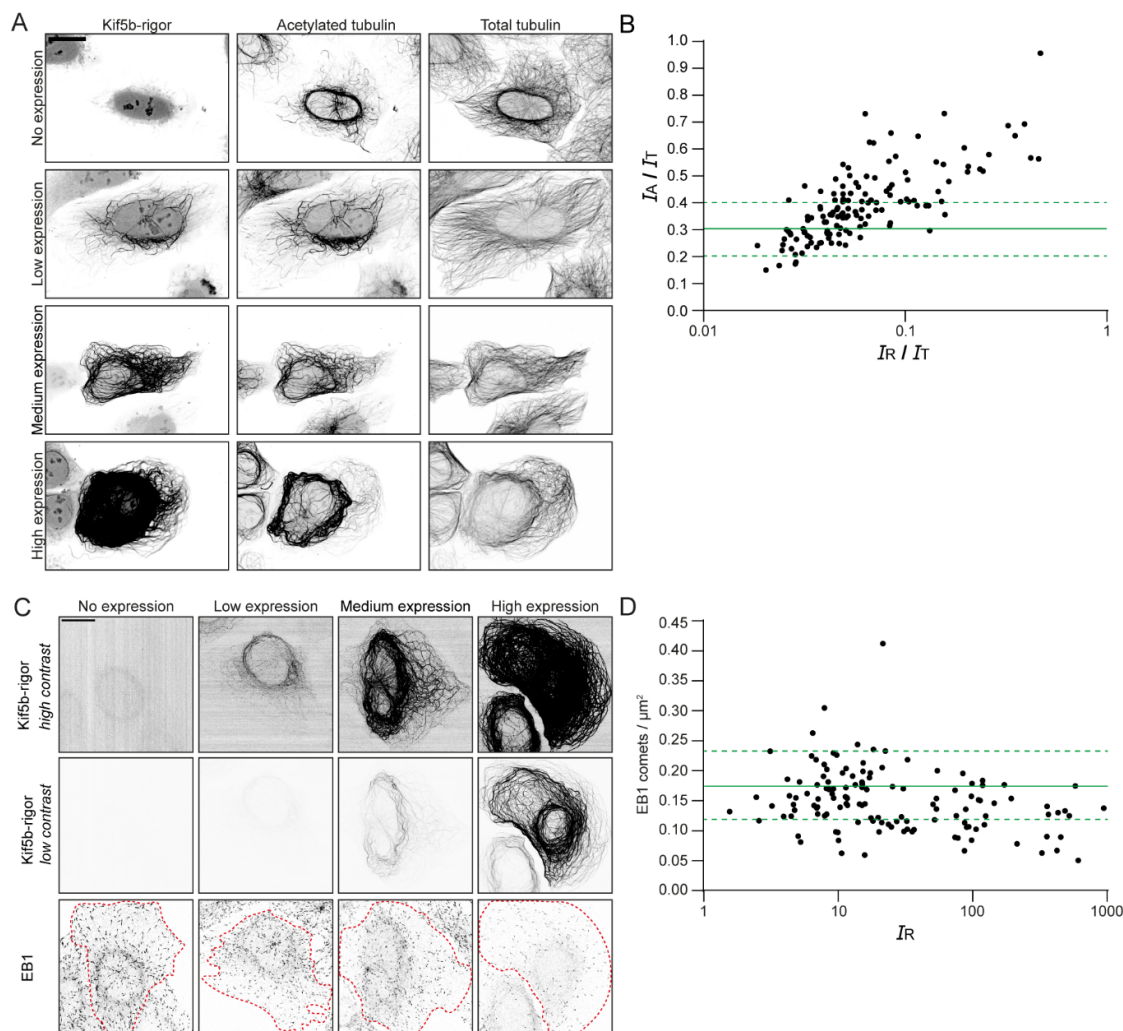 A
Kif5b-rigor
Acetylated tubulin
Total tubulin
No expression
Low expression
Medium expression
High expression
B
1.0
0.9
0.8
0.7
0.6
0.5
0.4
0.3
0.2
0.1
0.0
IA / IT
0.01
0.1
1
IR / IT
C
No expression
Low expression
Medium expression
High expression
Kif5b-rigor
high contrast
Kif5b-rigor
low contrast
EB1
D
0.45
0.40
0.35
0.30
0.25
0.20
0.15
0.10
0.05
0.00
EB1 comets / µm²
1
10
100
1000
IR